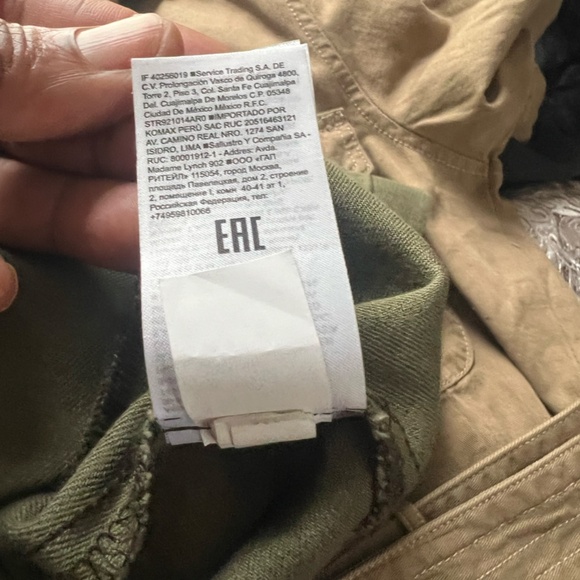 IF 40256019 ■Service Trading S.A. DE
C.V. Prolongación Vasco de Quiroga 4800,
Torre 2, Piso 3, Col. Santa Fe Cuajimalpa
Del. Cuajimalpa De Morelos C.P. 05348
Ciudad De México México R.F.C.
STR921014AR0 ■IMPORTADO POR
KOMAX PERÚ SAC RUC 20516463121
AV. CAMINO REAL NRO. 1274 SAN
ISIDRO, LIMA ■Sallustro Y Compañia SA -
RUC: 80001912-1 - Addres: Avda.
Madame Lynch 902 ■ООО «ГАП
РИТЕЙЛ» 115054, город Москва,
площадь Павелецкая, дом 2, строение
2, помещение I, комн 40-41 эт 1,
Российская Федерация, тел:
+74959810066
EAC